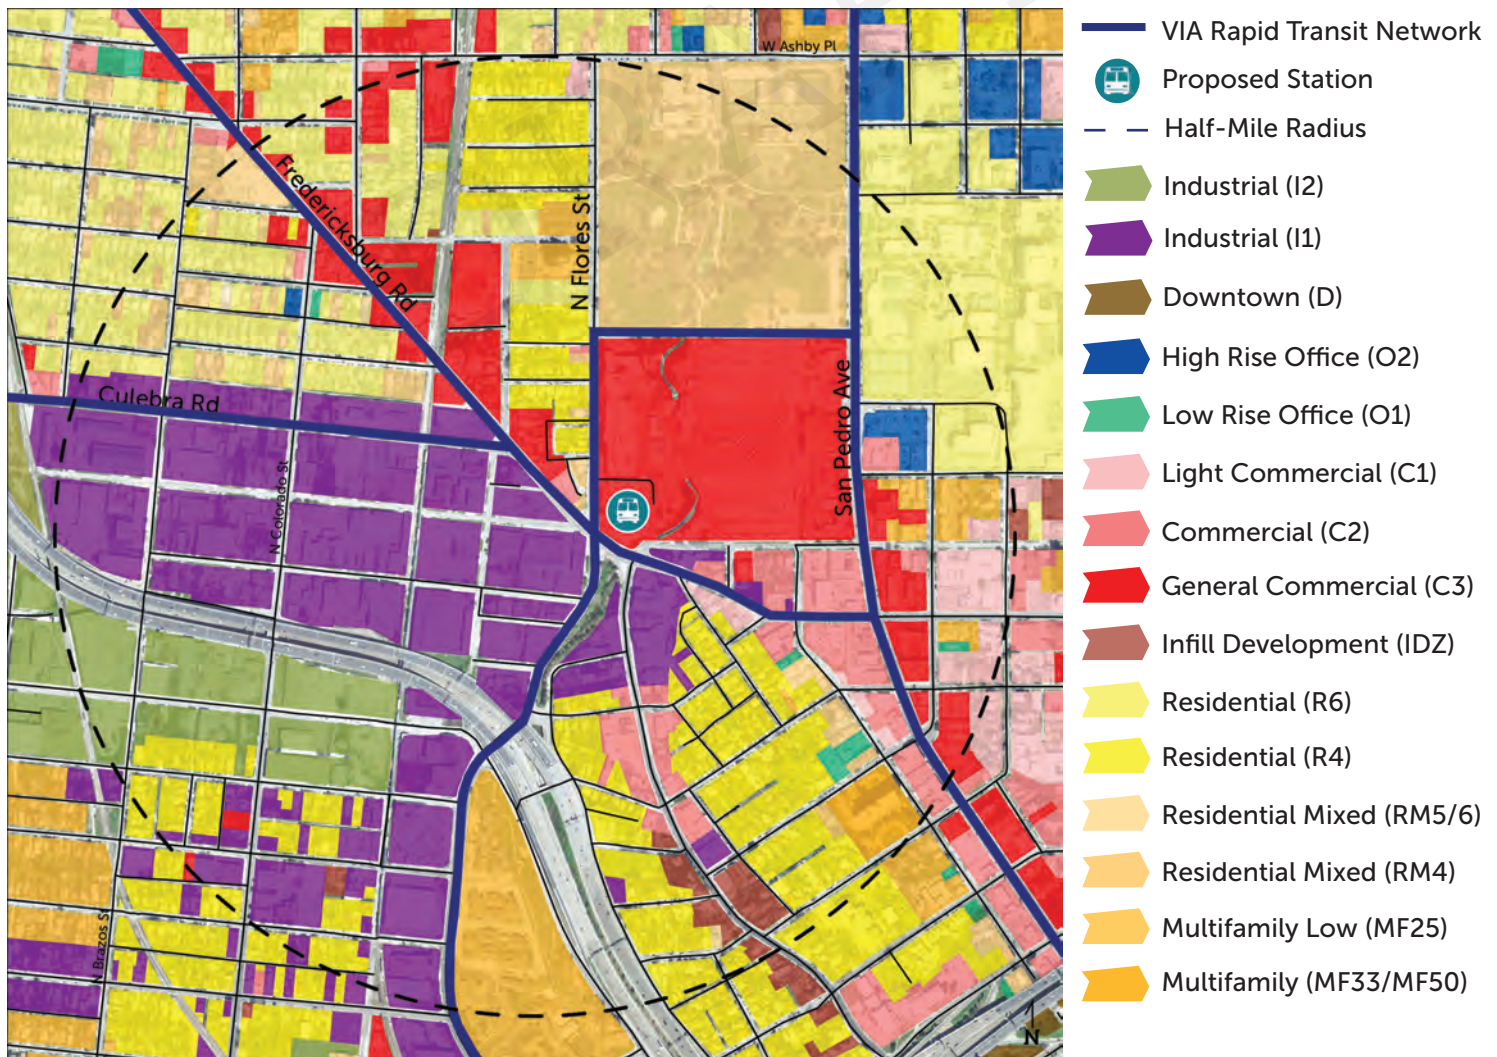 W Ashby Pl
Fredericksburg Rd
N Flores St
Culebra Rd
San Pedro Ave
N Colorado St
N Brazos St
N
VIA Rapid Transit Network
Proposed Station
Half-Mile Radius
Industrial (I2)
Industrial (I1)
Downtown (D)
High Rise Office (O2)
Low Rise Office (O1)
Light Commercial (C1)
Commercial (C2)
General Commercial (C3)
Infill Development (IDZ)
Residential (R6)
Residential (R4)
Residential Mixed (RM5/6)
Residential Mixed (RM4)
Multifamily Low (MF25)
Multifamily (MF33/MF50)